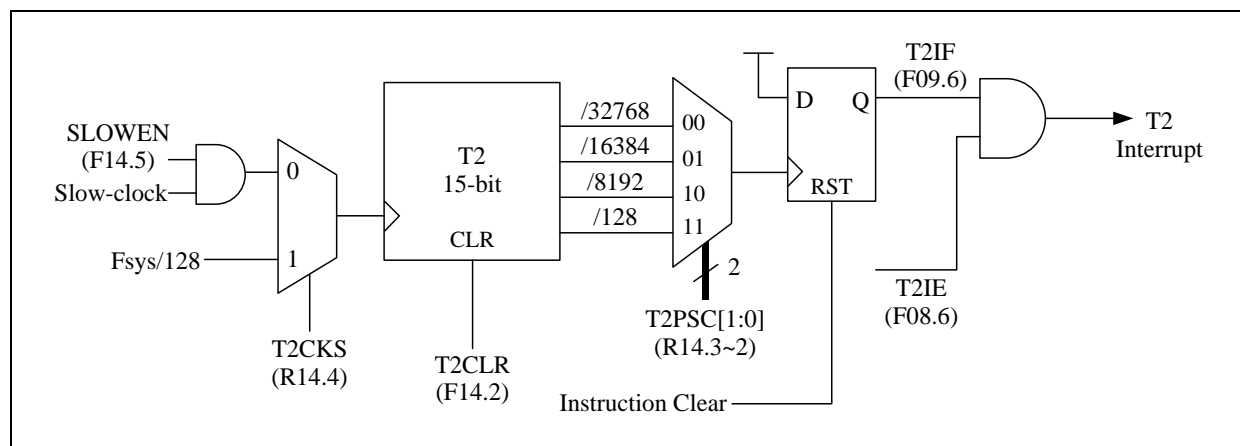 SLOWEN
(F14.5)
Slow-clock
Fsys/128
0
1
T2CKS
(R14.4)
T2
15-bit
CLR
T2CLR
(F14.2)
/32768
/16384
/8192
/128
00
01
10
11
2
T2PSC[1:0]
(R14.3~2)
Instruction Clear
D
Q
RST
T2IF
(F09.6)
T2IE
(F08.6)
T2
Interrupt